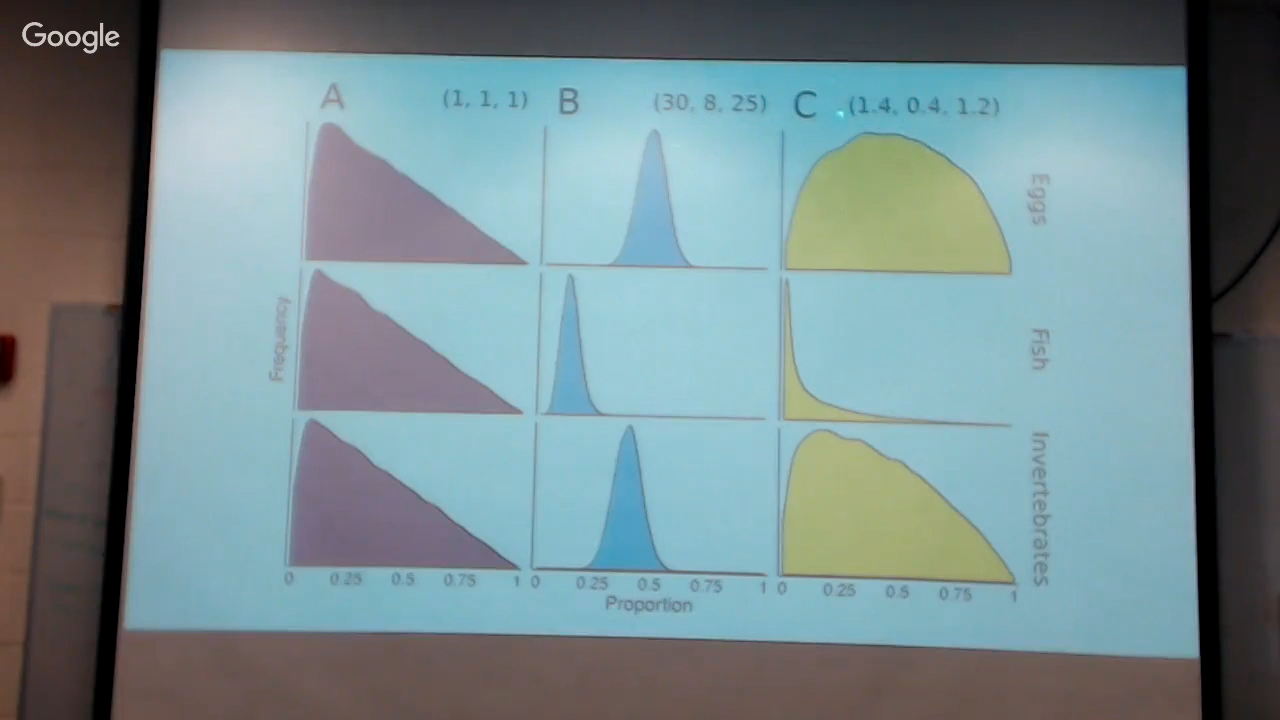 Google
A (1, 1, 1) B (30, 8, 25) C (1.4, 0.4, 1.2)
Eggs
Fish
Invertebrates
Frequency
0 0.25 0.5 0.75 1 0 0.25 0.5 0.75 1 0 0.25 0.5 0.75 1
Proportion